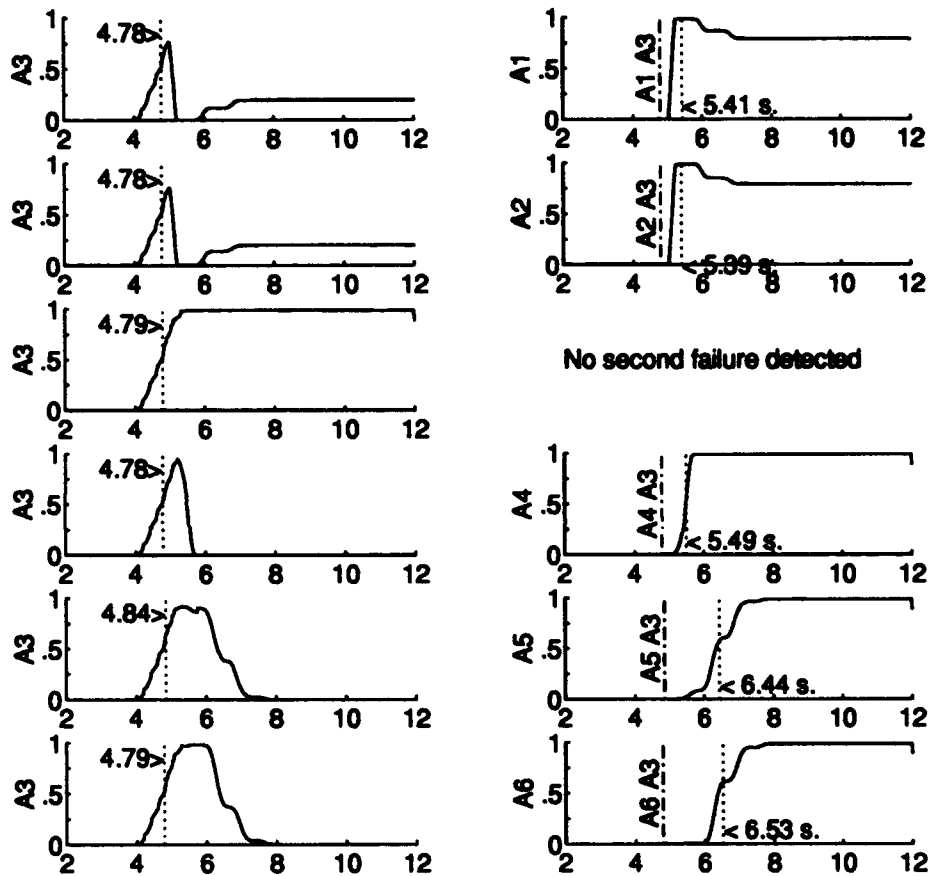 1
4.78>
A3
.5
0
2 4 6 8 10 12
1
A1
.5
0
A1 A3
< 5.41 s.
2 4 6 8 10 12
1
4.78>
A3
.5
0
2 4 6 8 10 12
1
A2
.5
0
A2 A3
< 5.39 s.
2 4 6 8 10 12
1
4.79>
A3
.5
0
2 4 6 8 10 12
No second failure detected
1
4.78>
A3
.5
0
2 4 6 8 10 12
1
A4
.5
0
A4 A3
< 5.49 s.
2 4 6 8 10 12
1
4.84>
A3
.5
0
2 4 6 8 10 12
1
A5
.5
0
A5 A3
< 6.44 s.
2 4 6 8 10 12
1
4.79>
A3
.5
0
2 4 6 8 10 12
1
A6
.5
0
A6 A3
< 6.53 s.
2 4 6 8 10 12